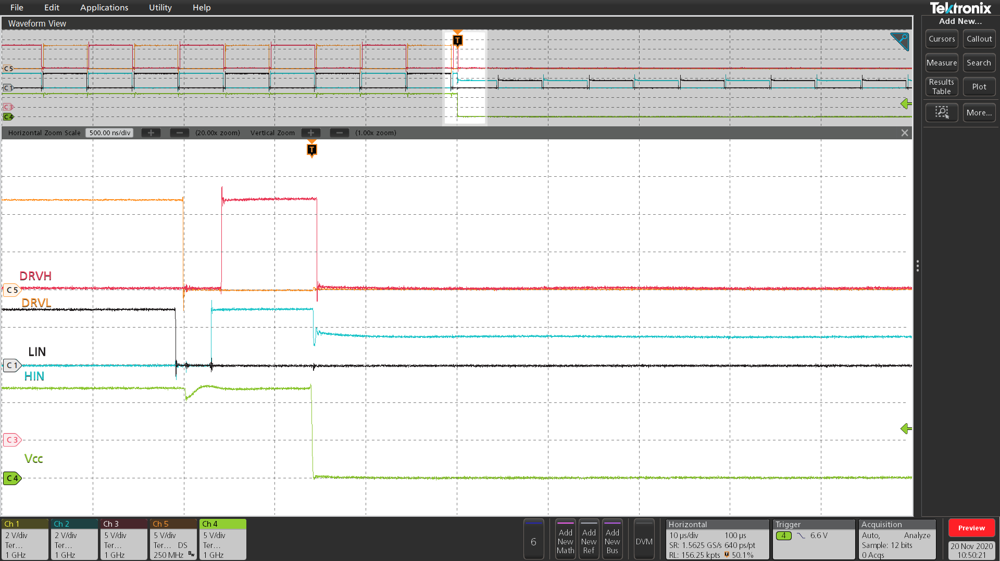 File Edit Applications Utility Help
Tektronix
Waveform View
Add New...
T
Cursors Callout
Measure Search
Results Table Plot
More...
C5
C1
C3
C4
Horizontal Zoom Scale 500.00 ns/div + − (20.00x zoom) Vertical Zoom + − (1.00x zoom)
T
DRVH
C 5
DRVL
LIN
C 1
HIN
C 3
Vcc
C 4
Ch 1 Ch 2 Ch 3 Ch 5 Ch 4
2 V/div 2 V/div 5 V/div 5 V/div 5 V/div
Ter... Ter... Ter... Ter... DS Ter...
1 GHz 1 GHz 1 GHz 250 MHz Bw 1 GHz
6
Add New Math
Add New Ref
Add New Bus
DVM
Horizontal
10 µs/div 100 µs
SR: 1.5625 GS/s 640 ps/pt
RL: 156.25 kpts T 50.1%
Trigger
4 6.6 V
Acquisition
Auto, Analyze
Sample: 12 bits
0 Acqs
Preview
20 Nov 2020
10:50:21